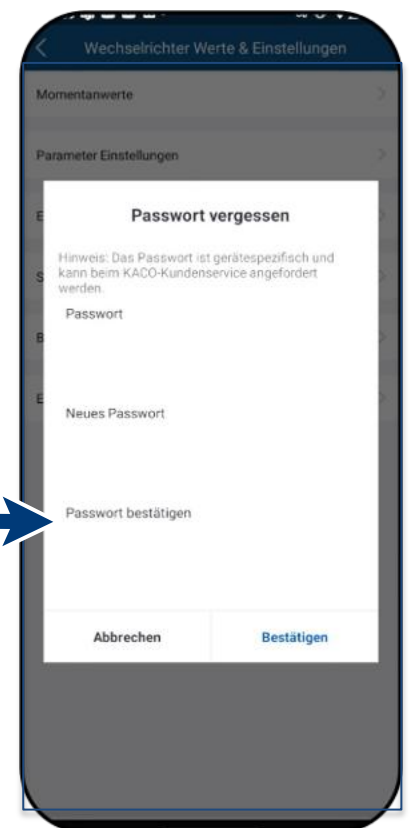 Wechselrichter Werte & Einstellungen
Momentanwerte
Parameter Einstellungen
E
Passwort vergessen
Hinweis: Das Passwort ist gerätespezifisch und
S
kann beim KACO-Kundenservice angefordert
werden.
Passwort
B
E
Neues Passwort
Passwort bestätigen
Abbrechen
Bestätigen